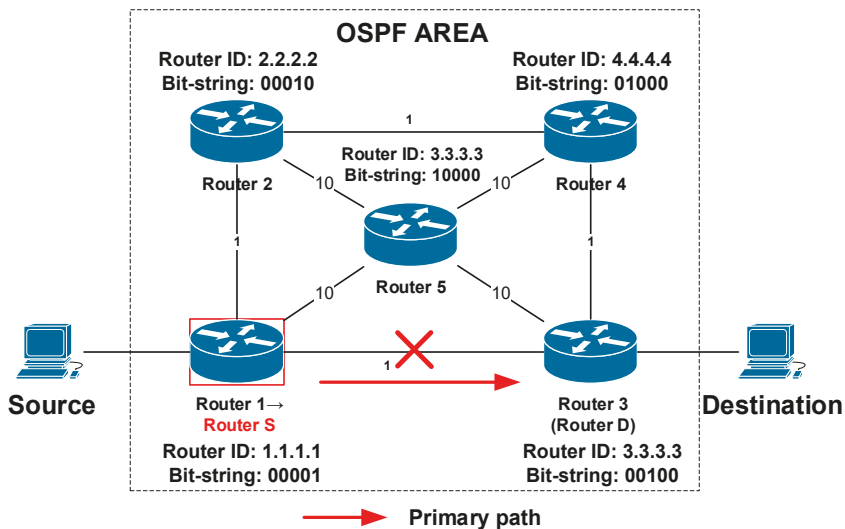 OSPF AREA
Router ID: 2.2.2.2
Bit-string: 00010
Router ID: 4.4.4.4
Bit-string: 01000
1
Router ID: 3.3.3.3
Bit-string: 10000
Router 2
10
10
Router 4
1
1
Router 5
10
10
1
Source
Router 1→
Router S
Router 3
(Router D)
Destination
Router ID: 1.1.1.1
Bit-string: 00001
Router ID: 3.3.3.3
Bit-string: 00100
Primary path